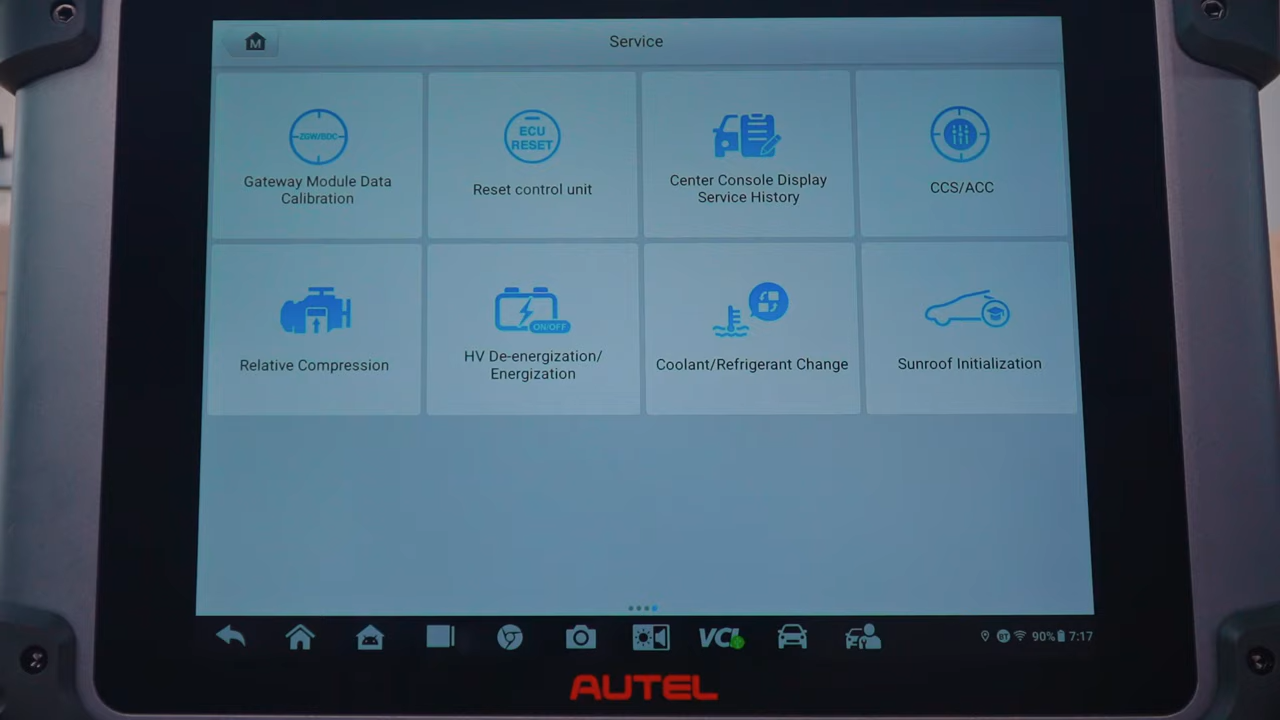 M
Service
ZGW/BDC
Gateway Module Data
Calibration
ECU
RESET
Reset control unit
Center Console Display
Service History
CCS/ACC
Relative Compression
ON/OFF
HV De-energization/
Energization
Coolant/Refrigerant Change
Sunroof Initialization
VCI
BT
90% 7:17
AUTEL